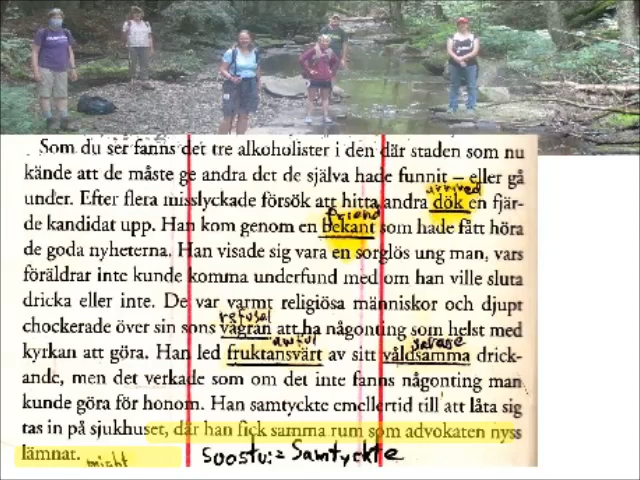 Som du ser fanns det tre alkoholister i den där staden som nu
kände att de måste ge andra det de själva hade funnit – eller gå
under. Efter flera misslyckade försök att hitta andra dök en fjär-
arrived
de kandidat upp. Han kom genom en bekant som hade fått höra
friend
de goda nyheterna. Han visade sig vara en sorglös ung man, vars
föräldrar inte kunde komma underfund med om han ville sluta
dricka eller inte. De var varmt religiösa människor och djupt
chockerade över sin sons vägran att ha någonting som helst med
refusal
kyrkan att göra. Han led fruktansvärt av sitt våldsamma drick-
awful savage
ande, men det verkade som om det inte fanns någonting man
kunde göra för honom. Han samtyckte emellertid till att låta sig
tas in på sjukhuset, där han fick samma rum som advokaten nyss
lämnat.
might
suostui= samtyckte